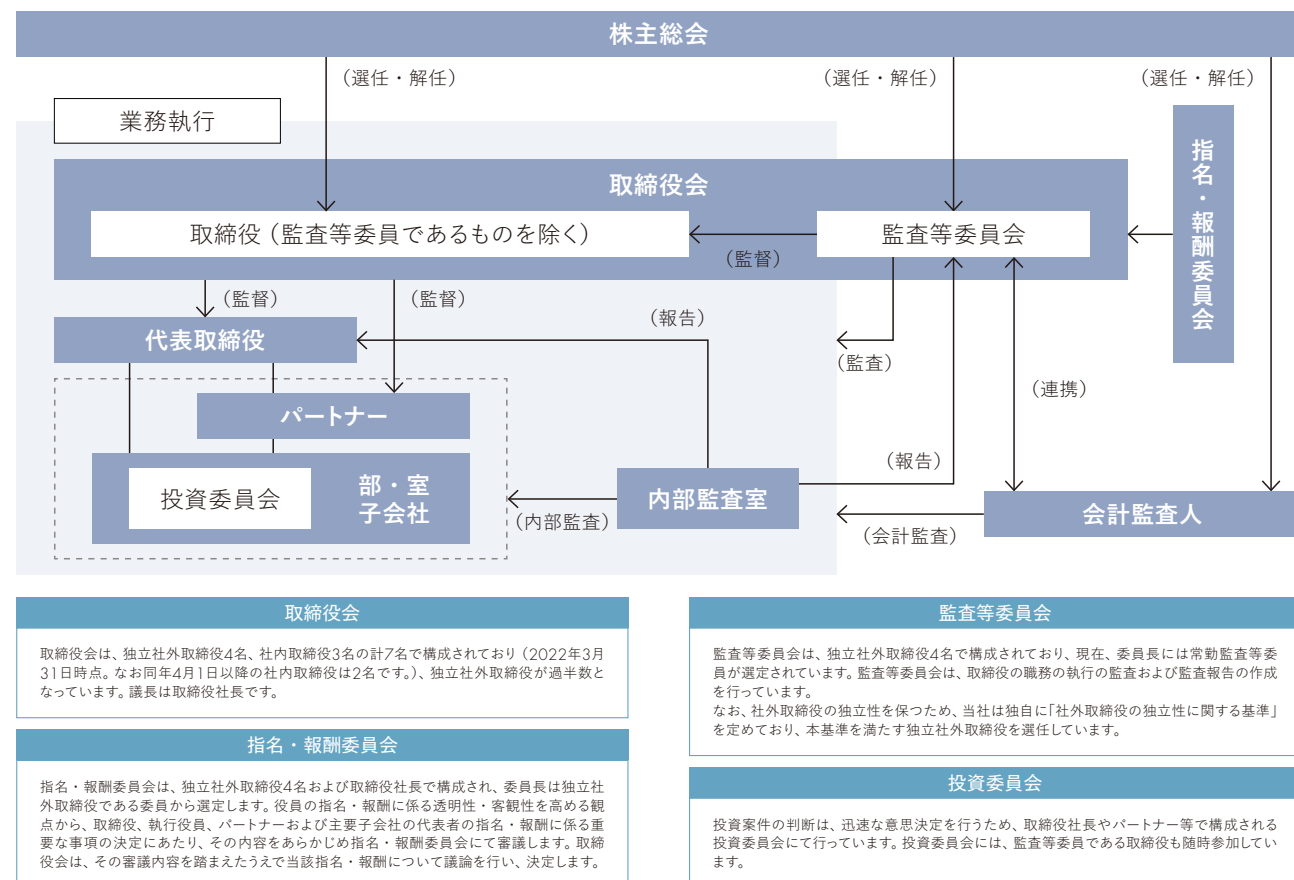 株主総会
（選任・解任）
（選任・解任）
（選任・解任）
業務執行
取締役会
取締役（監査等委員であるものを除く）
監査等委員会
（監督）
指名・報酬委員会
（監督）
（監督）
（報告）
代表取締役
（監査）
（連携）
パートナー
（報告）
投資委員会
部・室
子会社
内部監査室
（内部監査）
会計監査人
（会計監査）
取締役会
取締役会は、独立社外取締役4名、社内取締役3名の計7名で構成されており（2022年3月
31日時点。なお同年4月1日以降の社内取締役は2名です。）、独立社外取締役が過半数と
なっています。議長は取締役社長です。
指名・報酬委員会
指名・報酬委員会は、独立社外取締役4名および取締役社長で構成され、委員長は独立社
外取締役である委員から選定します。役員の指名・報酬に係る透明性・客観性を高める観
点から、取締役、執行役員、パートナーおよび主要子会社の代表者の指名・報酬に係る重
要な事項の決定にあたり、その内容をあらかじめ指名・報酬委員会にて審議します。取締
役会は、その審議内容を踏まえたうえで当該指名・報酬について議論を行い、決定します。
監査等委員会
監査等委員会は、独立社外取締役4名で構成されており、現在、委員長には常勤監査等委
員が選定されています。監査等委員会は、取締役の職務の執行の監査および監査報告の作成
を行っています。
なお、社外取締役の独立性を保つため、当社は独自に「社外取締役の独立性に関する基準」
を定めており、本基準を満たす独立社外取締役を選任しています。
投資委員会
投資案件の判断は、迅速な意思決定を行うため、取締役社長やパートナー等で構成される
投資委員会にて行っています。投資委員会には、監査等委員である取締役も随時参加してい
ます。